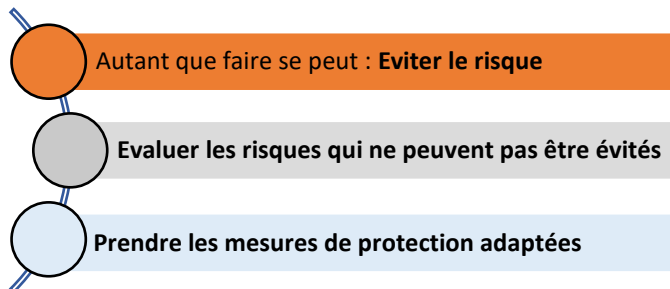 Autant que faire se peut : Eviter le risque
Evaluer les risques qui ne peuvent pas être évités
Prendre les mesures de protection adaptées